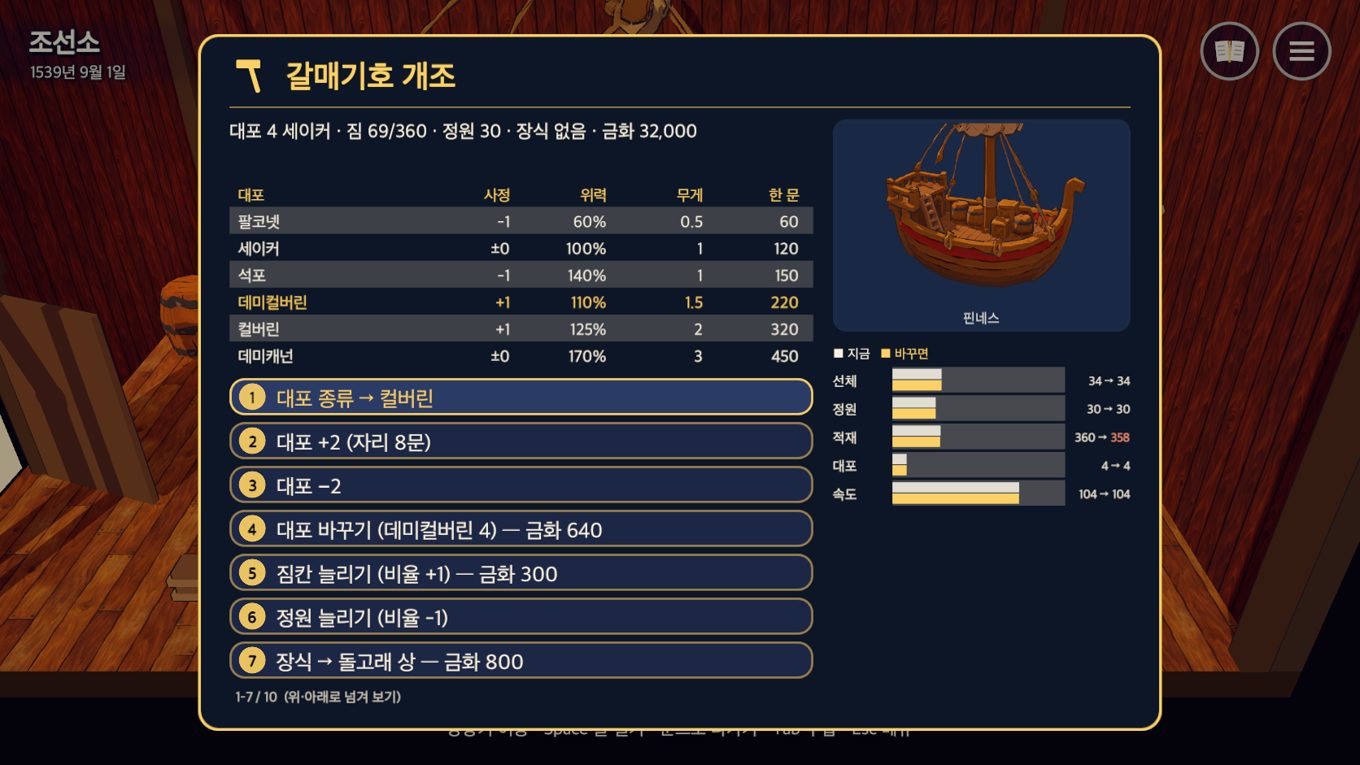 조선소
1539년 9월 1일
갈매기호 개조
대포 4 세이커 · 짐 69/360 · 정원 30 · 장식 없음 · 금화 32,000
대포 사정 위력 무게 한 문
팔코넷 -1 60% 0.5 60
세이커 ±0 100% 1 120
석포 -1 140% 1 150
데미컬버린 +1 110% 1.5 220
컬버린 +1 125% 2 320
데미캐넌 ±0 170% 3 450
1 대포 종류 → 컬버린
2 대포 +2 (자리 8문)
3 대포 −2
4 대포 바꾸기 (데미컬버린 4) — 금화 640
5 짐칸 늘리기 (비율 +1) — 금화 300
6 정원 늘리기 (비율 -1)
7 장식 → 돌고래 상 — 금화 800
1-7 / 10 (위·아래로 넘겨 보기)
핀네스
지금 바꾸면
선체 34 → 34
정원 30 → 30
적재 360 → 358
대포 4 → 4
속도 104 → 104